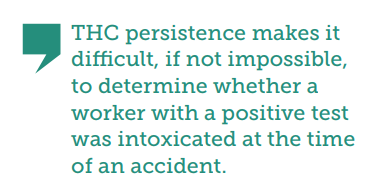 THC persistence makes it
difficult, if not impossible,
to determine whether a
worker with a positive test
was intoxicated at the time
of an accident.